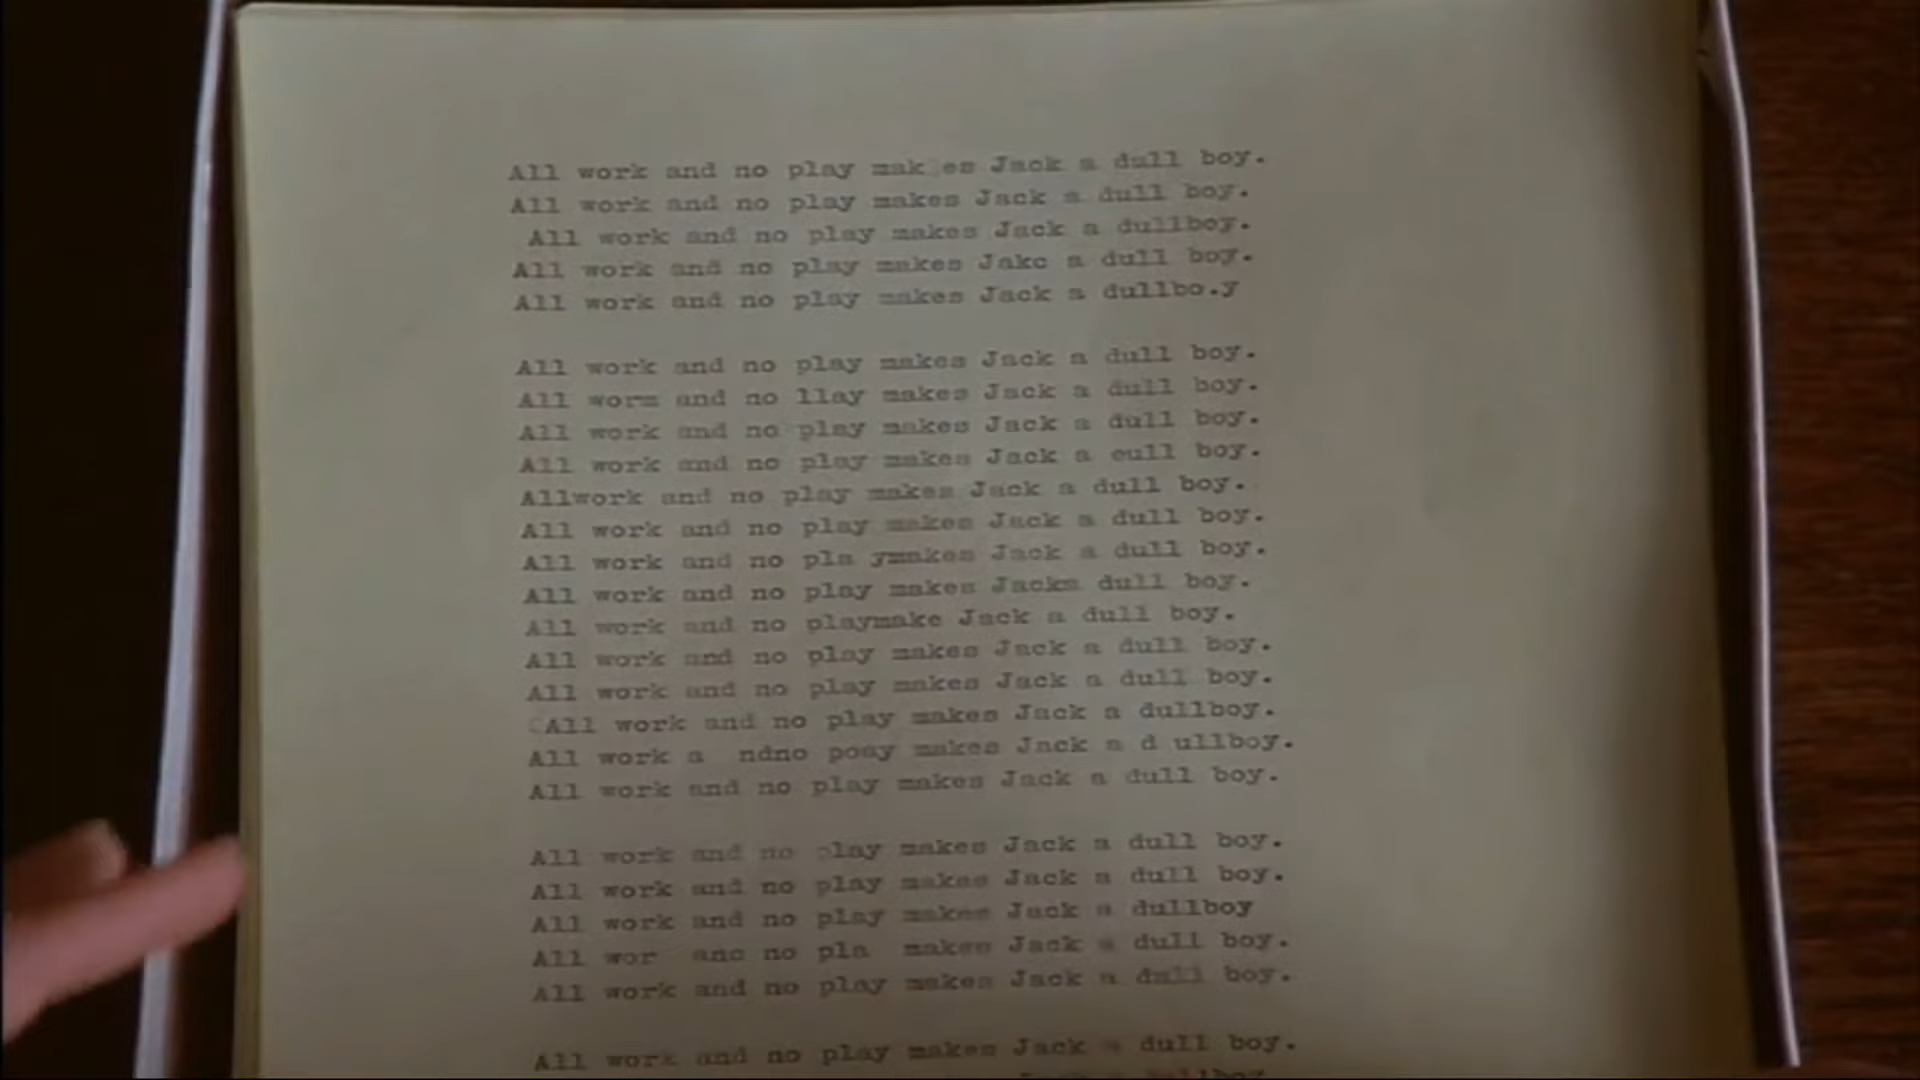 All work and no play mak es Jack a dull boy.
All work and no play makes Jack a dull boy.
All work and no play makes Jack a dullboy.
All work and no play makes Jakc a dull boy.
All work and no play makes Jack a dullbo.y
All work and no play makes Jack a dull boy.
All worm and no llay makes Jack a dull boy.
All work and no play makes Jack a dull boy.
All work and no play makes Jack a cull boy.
Allwork and no play makes Jack a dull boy.
All work and no play makes Jack a dull boy.
All work and no pla ymakes Jack a dull boy.
All work and no play makes Jacka dull boy.
All work and no playmake Jack a dull boy.
All work and no play makes Jack a dull boy.
All work and no play makes Jack a dull boy.
All work and no play makes Jack a dullboy.
All work a  ndno poay makes Jack a d ullboy.
All work and no play makes Jack a dull boy.
All work and no lay makes Jack a dull boy.
All work and no play makes Jack a dull boy.
All work and no play makes Jack a dullboy
All wor  anc no pla  makes Jack a dull boy.
All work and no play makes Jack a dull boy.
All work and no play makes Jack a dull boy.